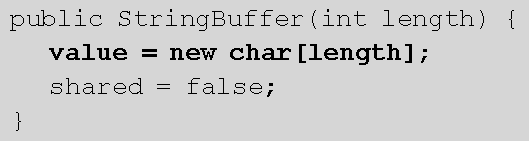 public StringBuffer(int length) {
value = new char[length];
shared = false;
}